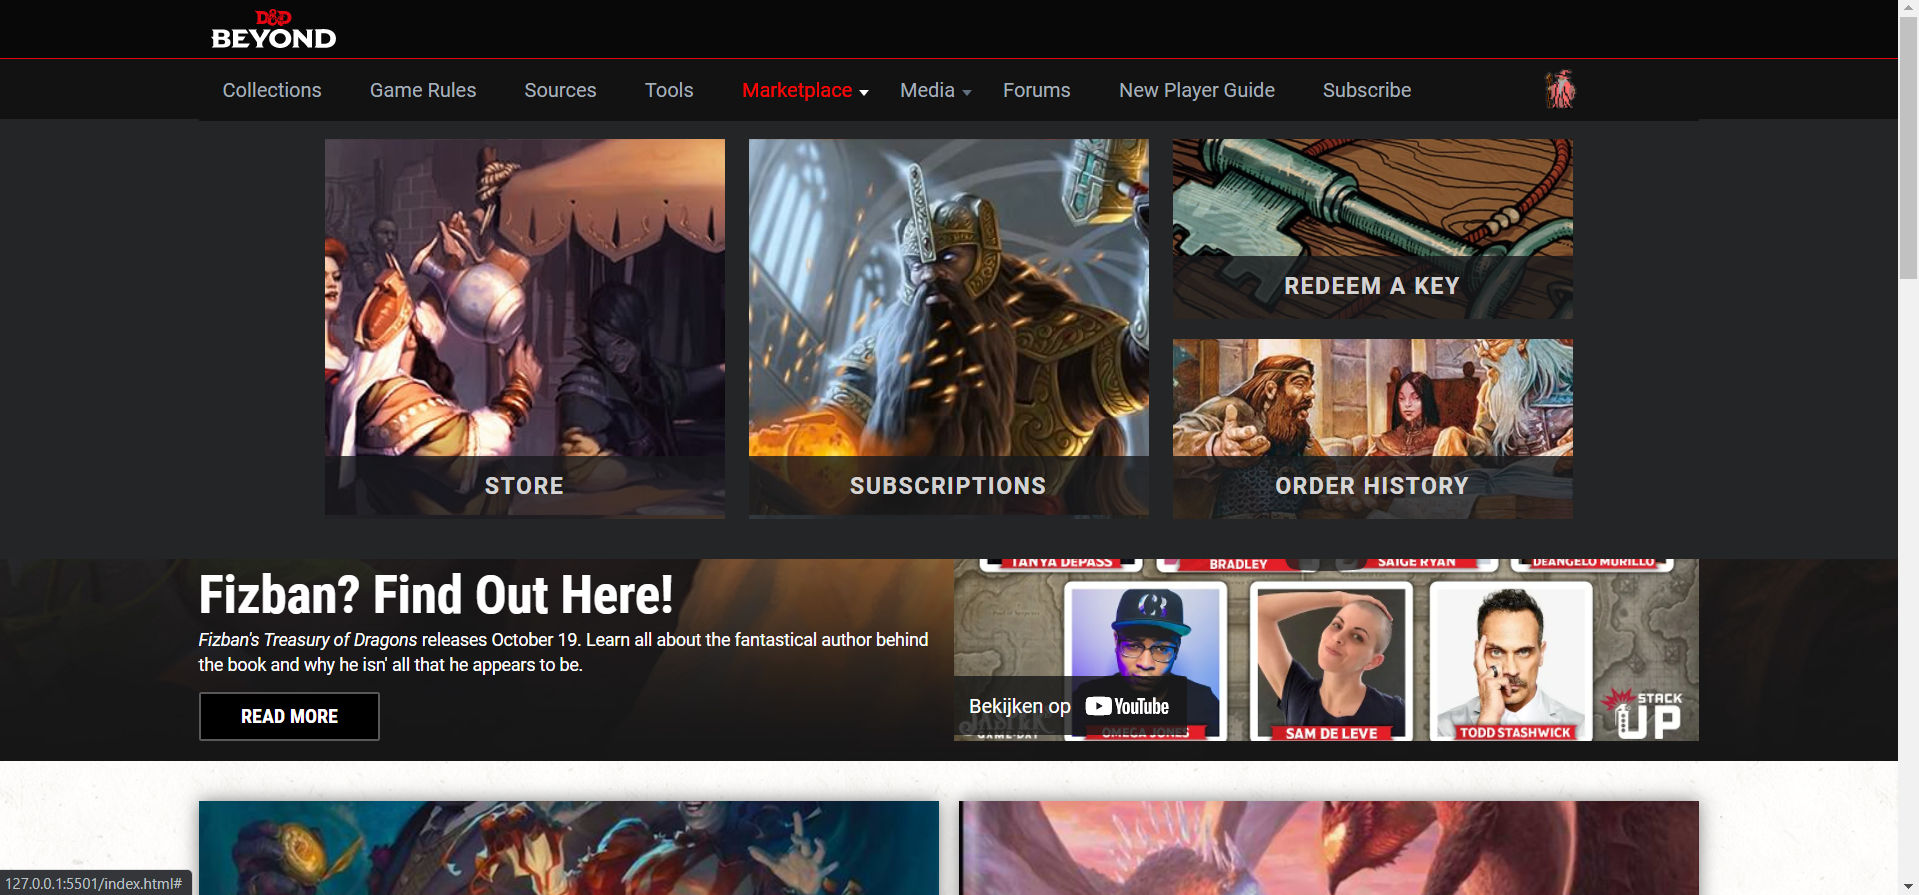 D&D
BEYOND
Collections
Game Rules
Sources
Tools
Marketplace
Media
Forums
New Player Guide
Subscribe
STORE
SUBSCRIPTIONS
REDEEM A KEY
ORDER HISTORY
Fizban? Find Out Here!
Fizban's Treasury of Dragons releases October 19. Learn all about the fantastical author behind
the book and why he isn' all that he appears to be.
READ MORE
TANYA DEPASS
BRADLEY
SAIGE RYAN
DEANGELO MURILLO
Bekijken op YouTube
GAME DAY
OMEGA JONES
SAM DE LEVE
TODD STASHWICK
STACK
UP
127.0.0.1:5501/index.html#